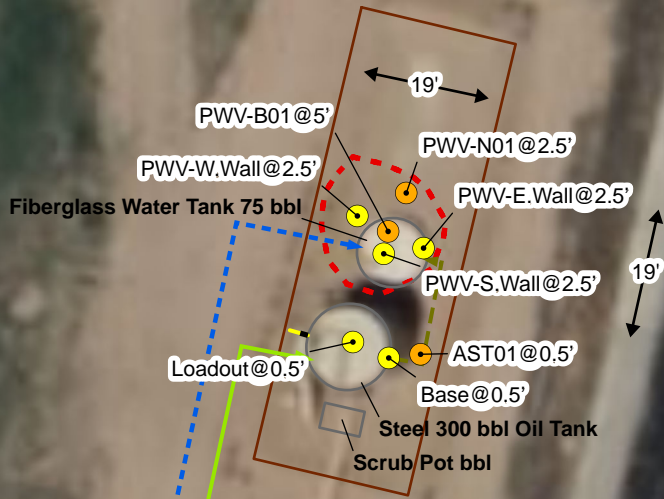 19'
PWV-B01@5'
PWV-N01@2.5'
PWV-W.Wall@2.5'
PWV-E.Wall@2.5'
Fiberglass Water Tank 75 bbl
19'
PWV-S.Wall@2.5'
AST01@0.5'
Loadout@0.5'
Base@0.5'
Steel 300 bbl Oil Tank
Scrub Pot bbl